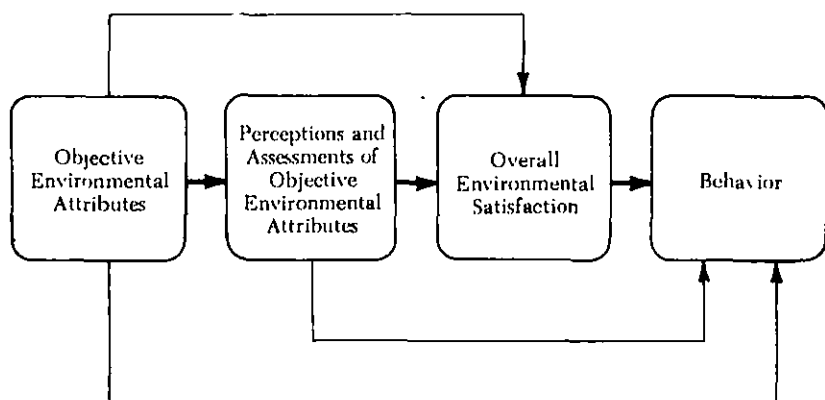 Objective
Environmental
Attributes
Perceptions and
Assessments of
Objective
Environmental
Attributes
Overall
Environmental
Satisfaction
Behavior